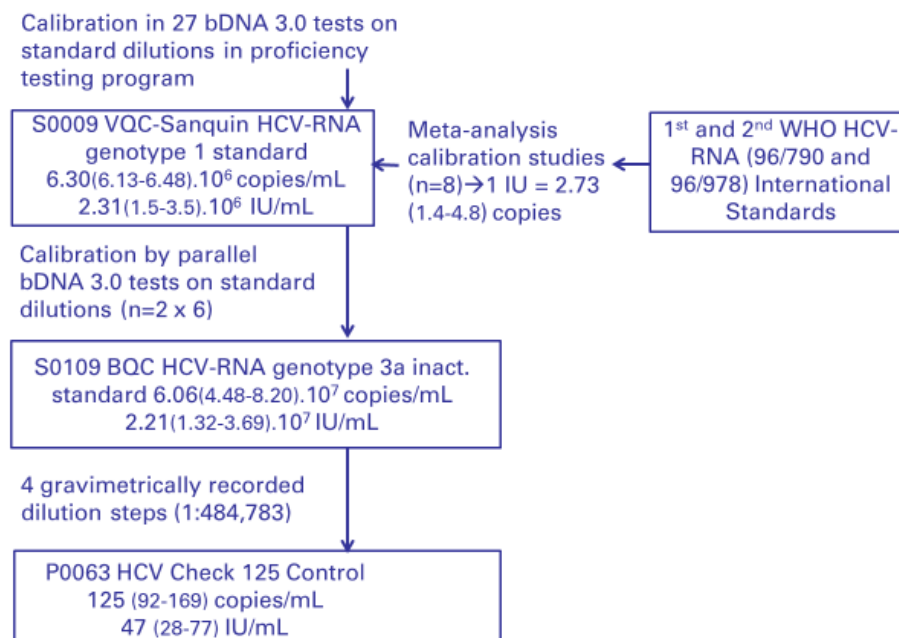 Calibration in 27 bDNA 3.0 tests on
standard dilutions in proficiency
testing program
S0009 VQC-Sanquin HCV-RNA
genotype 1 standard
6.30(6.13-6.48).10⁶ copies/mL
2.31(1.5-3.5).10⁶ IU/mL
Meta-analysis
calibration studies
(n=8)→1 IU = 2.73
(1.4-4.8) copies
1ˢᵗ and 2ⁿᵈ WHO HCV-
RNA (96/790 and
96/978) International
Standards
Calibration by parallel
bDNA 3.0 tests on standard
dilutions (n=2 x 6)
S0109 BQC HCV-RNA genotype 3a inact.
standard 6.06(4.48-8.20).10⁷ copies/mL
2.21(1.32-3.69).10⁷ IU/mL
4 gravimetrically recorded
dilution steps (1:484,783)
P0063 HCV Check 125 Control
125 (92-169) copies/mL
47 (28-77) IU/mL